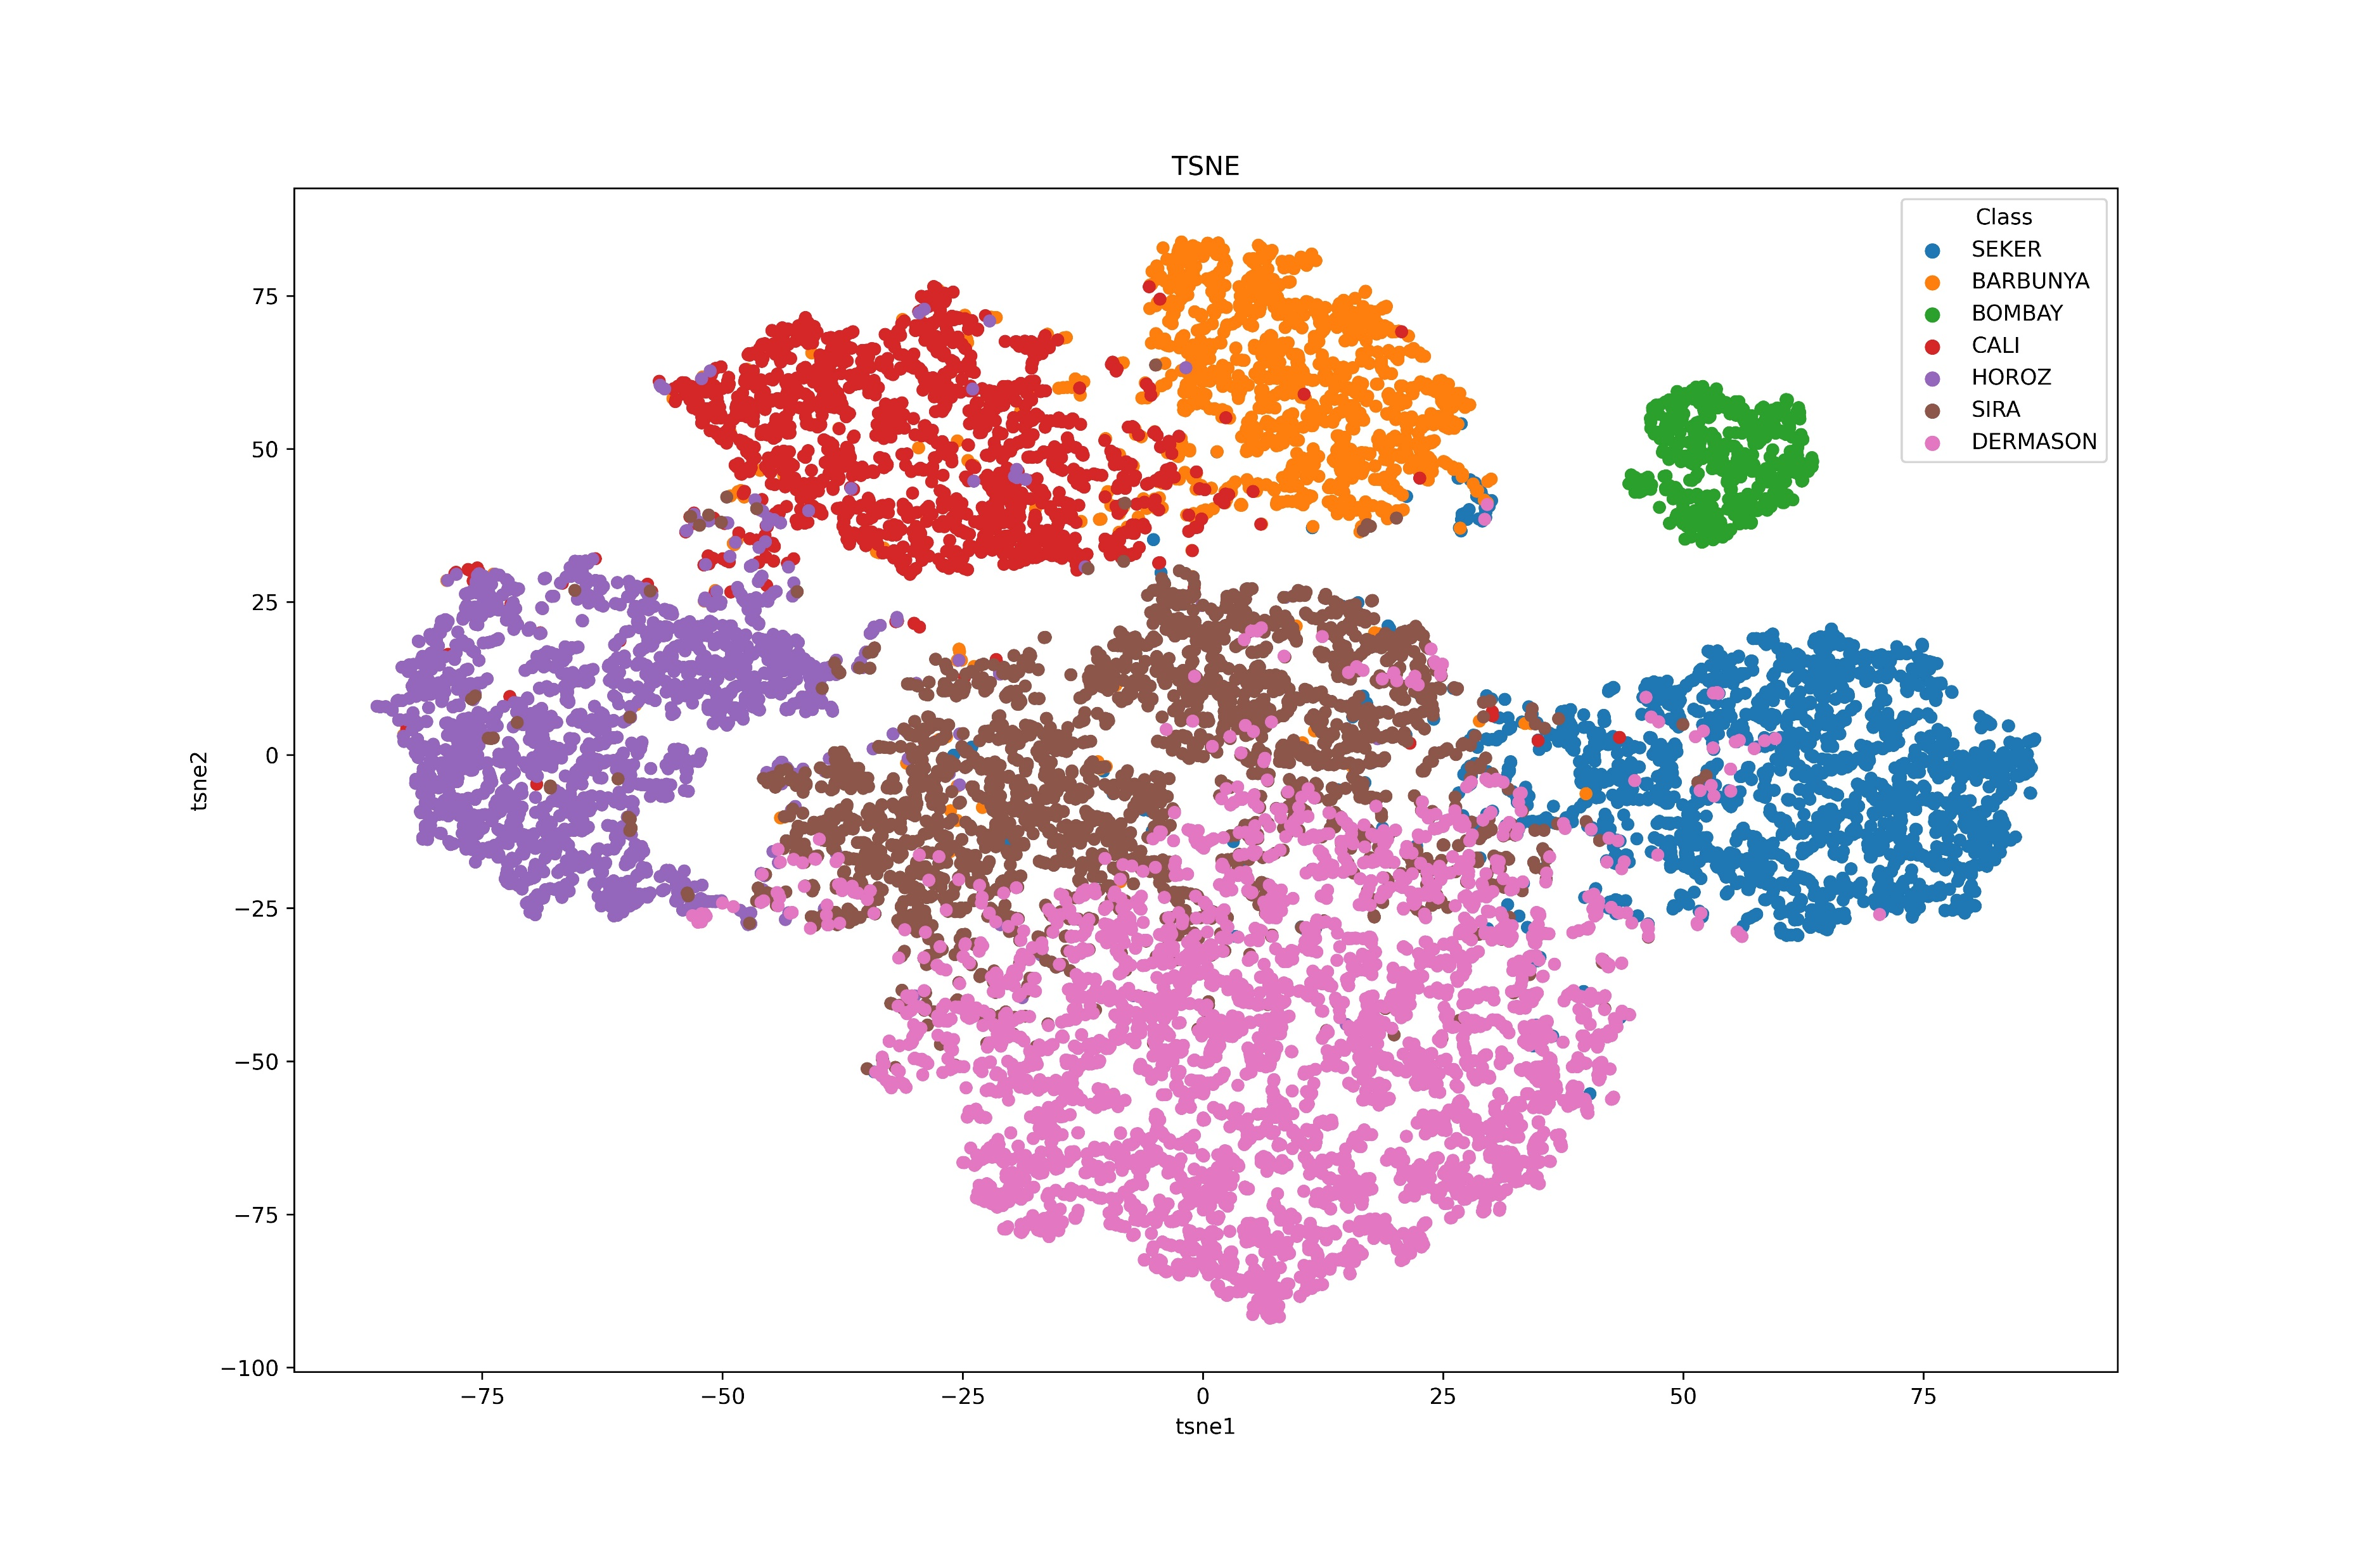 TSNE
Class
SEKER
BARBUNYA
BOMBAY
CALI
HOROZ
SIRA
DERMASON
75
50
25
0
−25
−50
−75
−100
tsne2
−75
−50
−25
0
25
50
75
tsne1